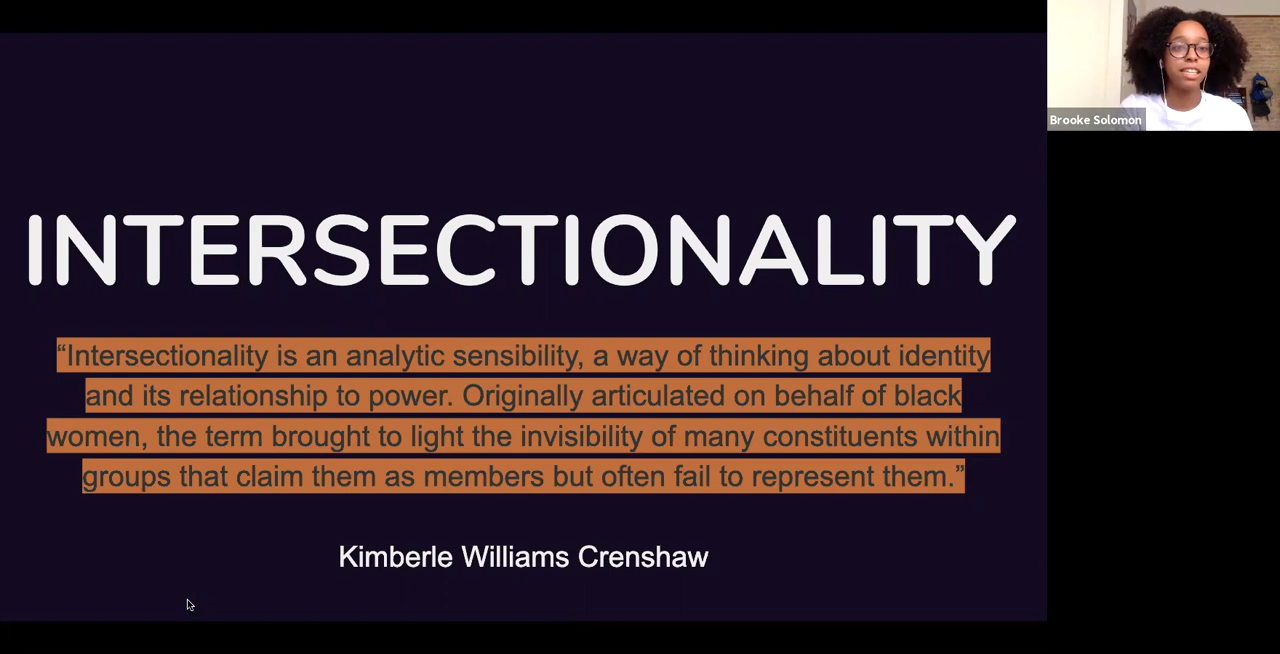 Brooke Solomon
INTERSECTIONALITY
“Intersectionality is an analytic sensibility, a way of thinking about identity
and its relationship to power. Originally articulated on behalf of black
women, the term brought to light the invisibility of many constituents within
groups that claim them as members but often fail to represent them.”
Kimberle Williams Crenshaw